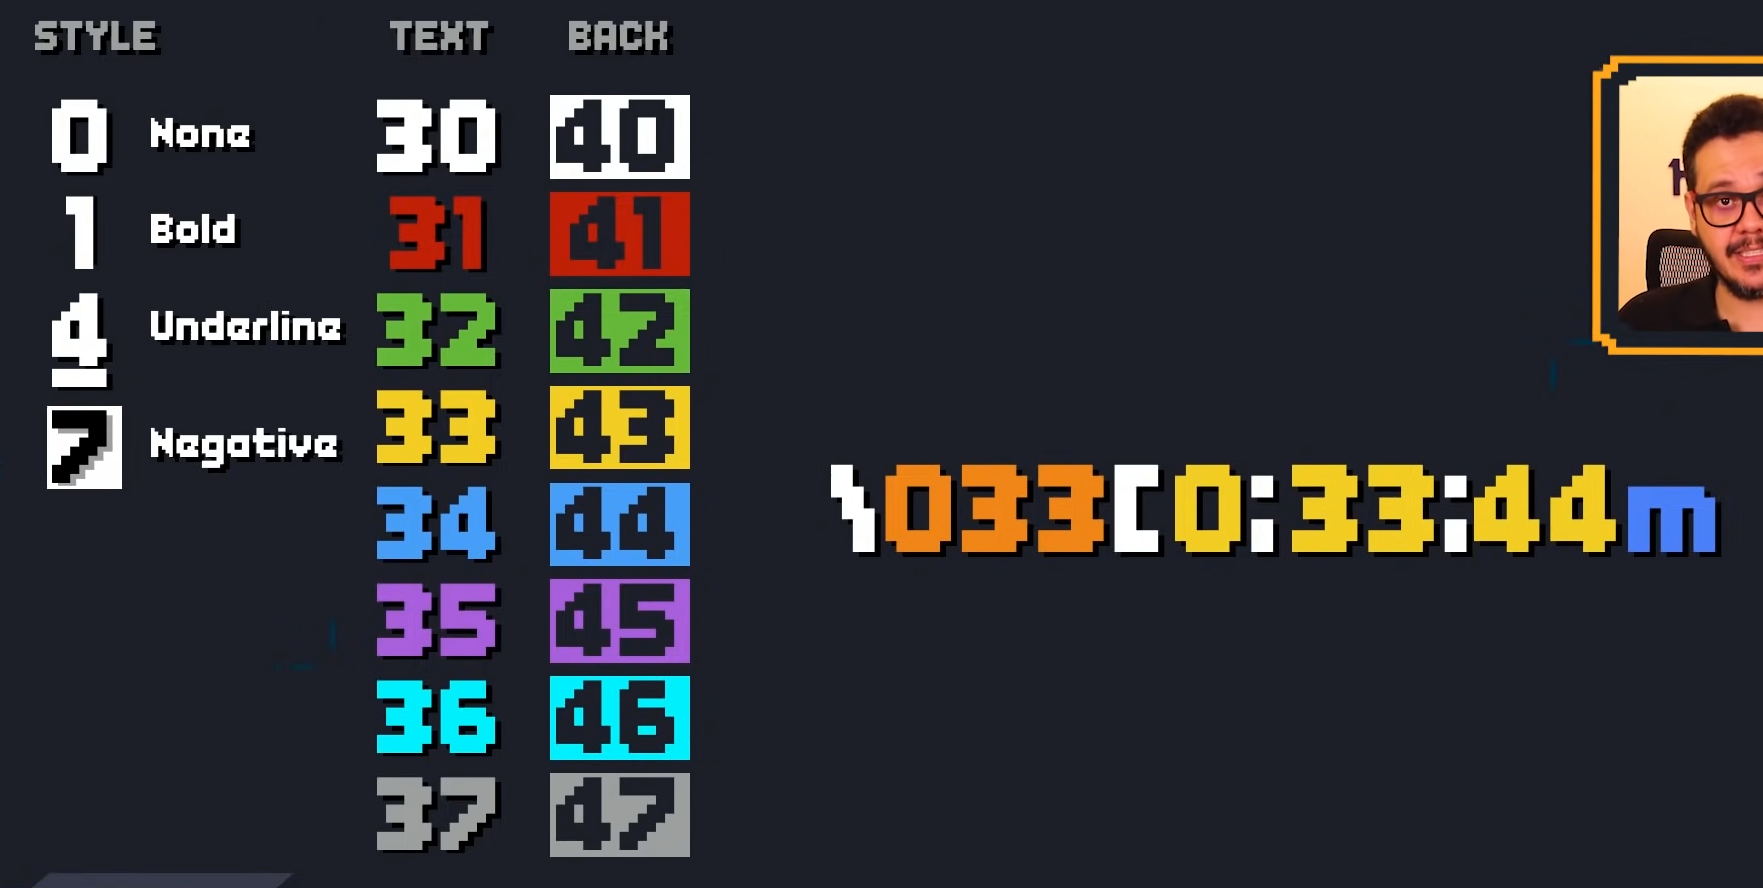 STYLE TEXT BACK
0 None 30 40
1 Bold 31 41
4 Underline 32 42
7 Negative 33 43
34 44
\033[0;33;44m
35 45
36 46
37 47